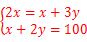 {2x = x + 3y
x + 2y = 100